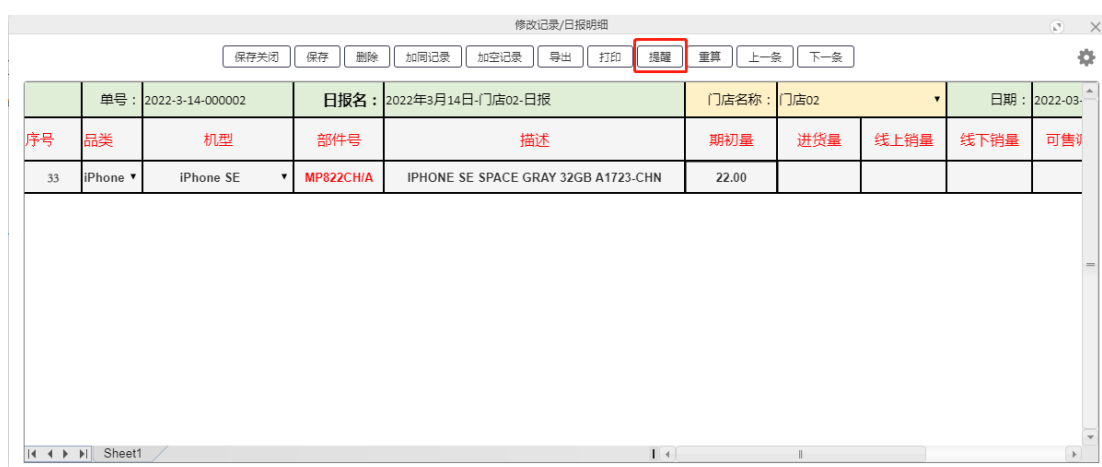 修改记录/日报明细
保存关闭 保存 删除 加同记录 加空记录 导出 打印 提醒 重算 上一条 下一条
单号： 2022-3-14-000002 日报名： 2022年3月14日-门店02-日报 门店名称： 门店02 日期： 2022-03-
序号 品类 机型 部件号 描述 期初量 进货量 线上销量 线下销量 可售
33 iPhone iPhone SE MP822CH/A IPHONE SE SPACE GRAY 32GB A1723-CHN 22.00
Sheet1